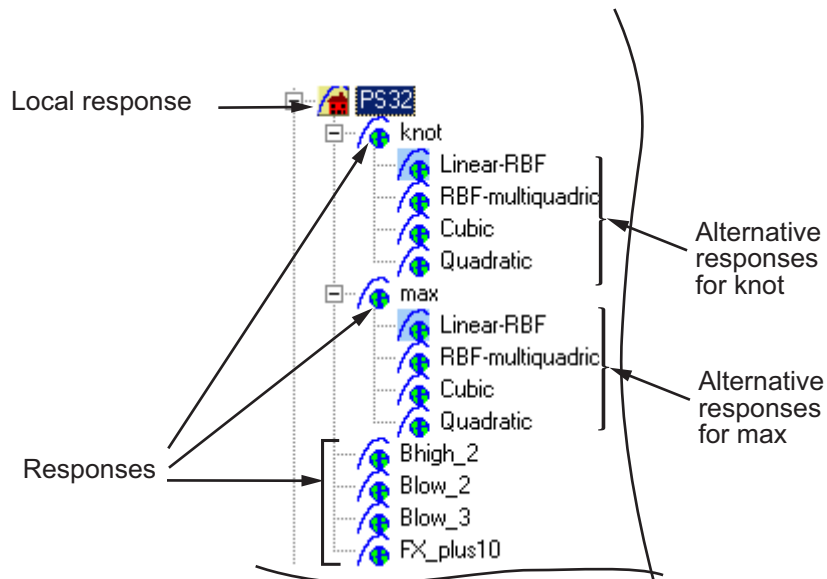 Local response
PS32
knot
Linear-RBF
RBF-multiquadric
Cubic
Quadratic
Alternative
responses
for knot
max
Linear-RBF
RBF-multiquadric
Cubic
Quadratic
Alternative
responses
for max
Responses
Bhigh_2
Blow_2
Blow_3
FX_plus10